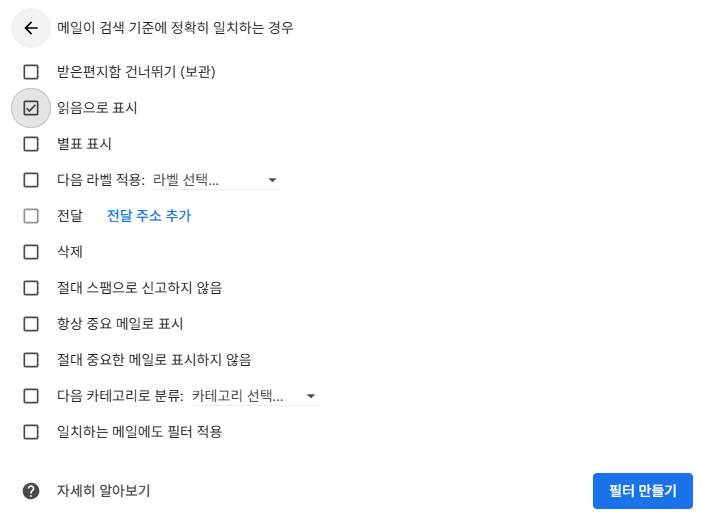 메일이 검색 기준에 정확히 일치하는 경우
받은편지함 건너뛰기 (보관)
읽음으로 표시
별표 표시
다음 라벨 적용: 라벨 선택...
전달 전달 주소 추가
삭제
절대 스팸으로 신고하지 않음
항상 중요 메일로 표시
절대 중요한 메일로 표시하지 않음
다음 카테고리로 분류: 카테고리 선택...
일치하는 메일에도 필터 적용
자세히 알아보기 필터 만들기